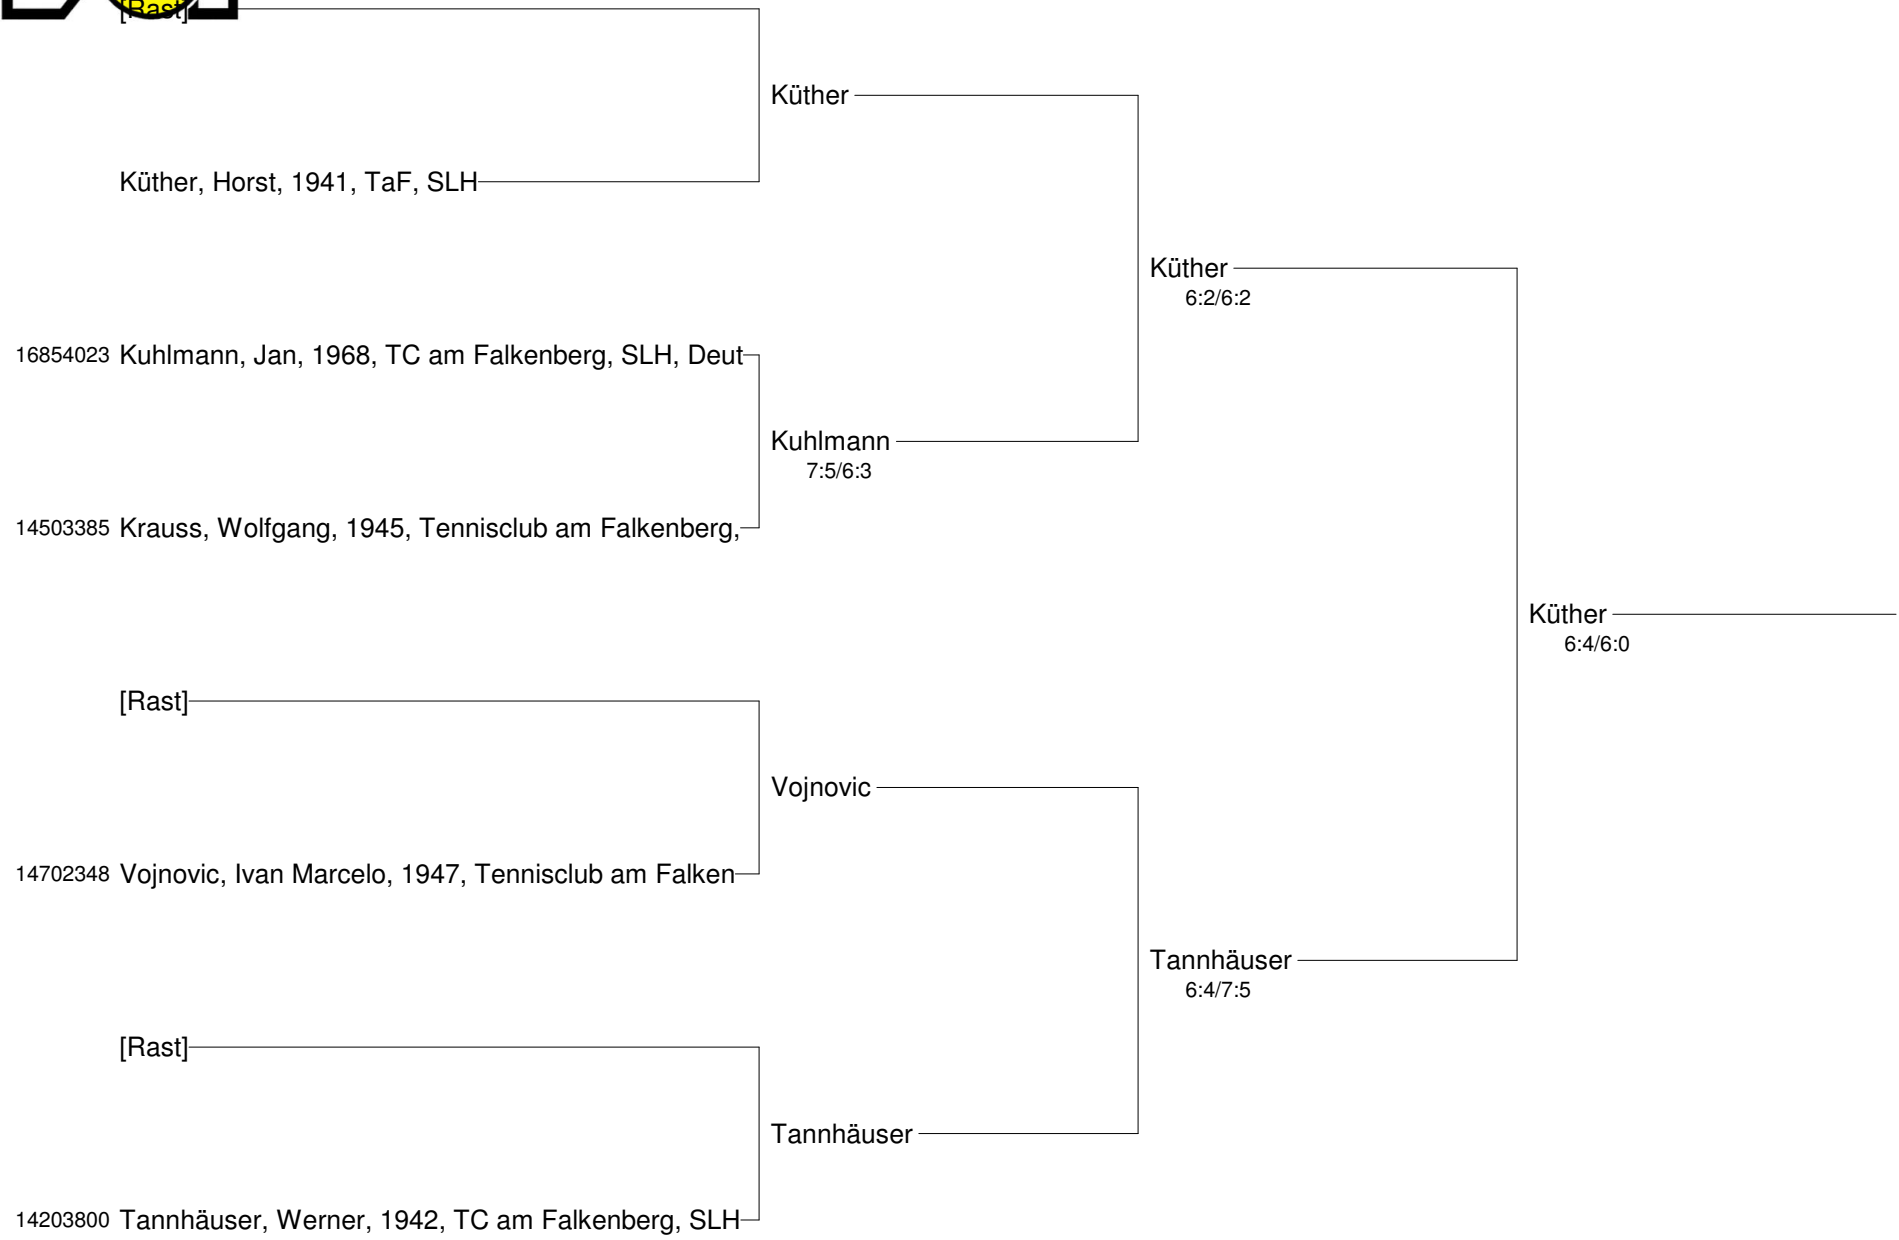 [Rast]
Küther
Küther, Horst, 1941, TaF, SLH
Küther
6:2/6:2
16854023 Kuhlmann, Jan, 1968, TC am Falkenberg, SLH, Deut
Kuhlmann
7:5/6:3
14503385 Krauss, Wolfgang, 1945, Tennisclub am Falkenberg,
Küther
6:4/6:0
[Rast]
Vojnovic
14702348 Vojnovic, Ivan Marcelo, 1947, Tennisclub am Falken
Tannhäuser
6:4/7:5
[Rast]
Tannhäuser
14203800 Tannhäuser, Werner, 1942, TC am Falkenberg, SLH